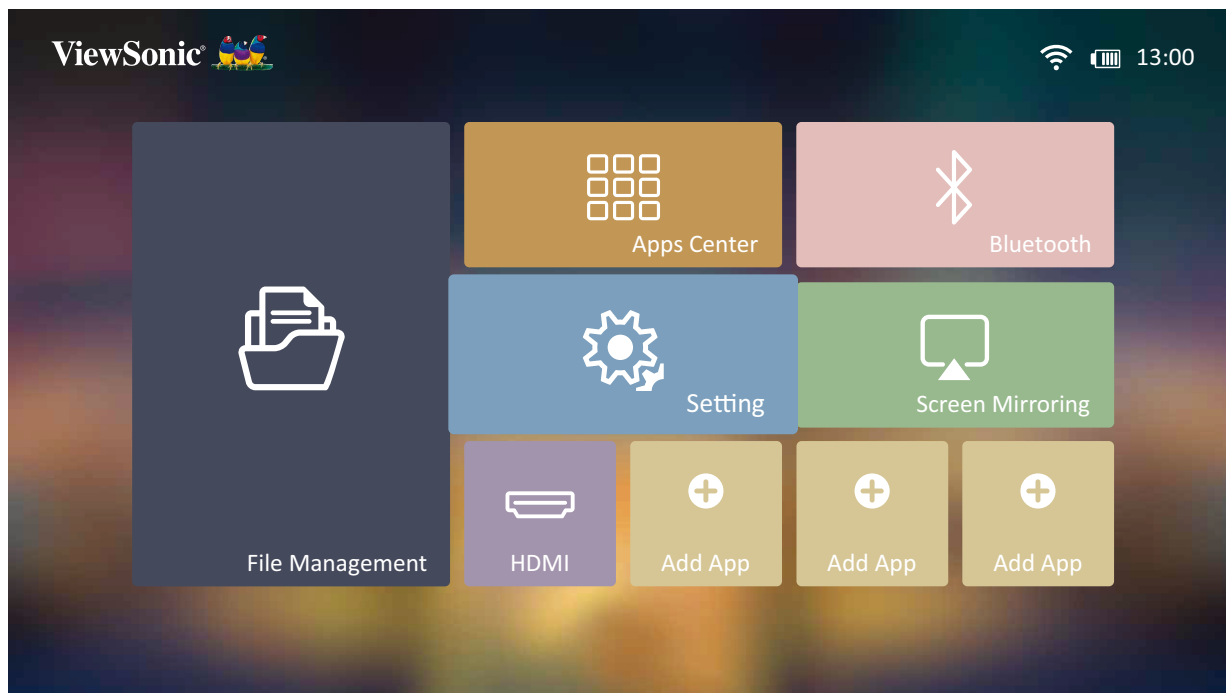 ViewSonic®
13:00
Apps Center
Bluetooth
Setting
Screen Mirroring
File Management
HDMI
Add App
Add App
Add App